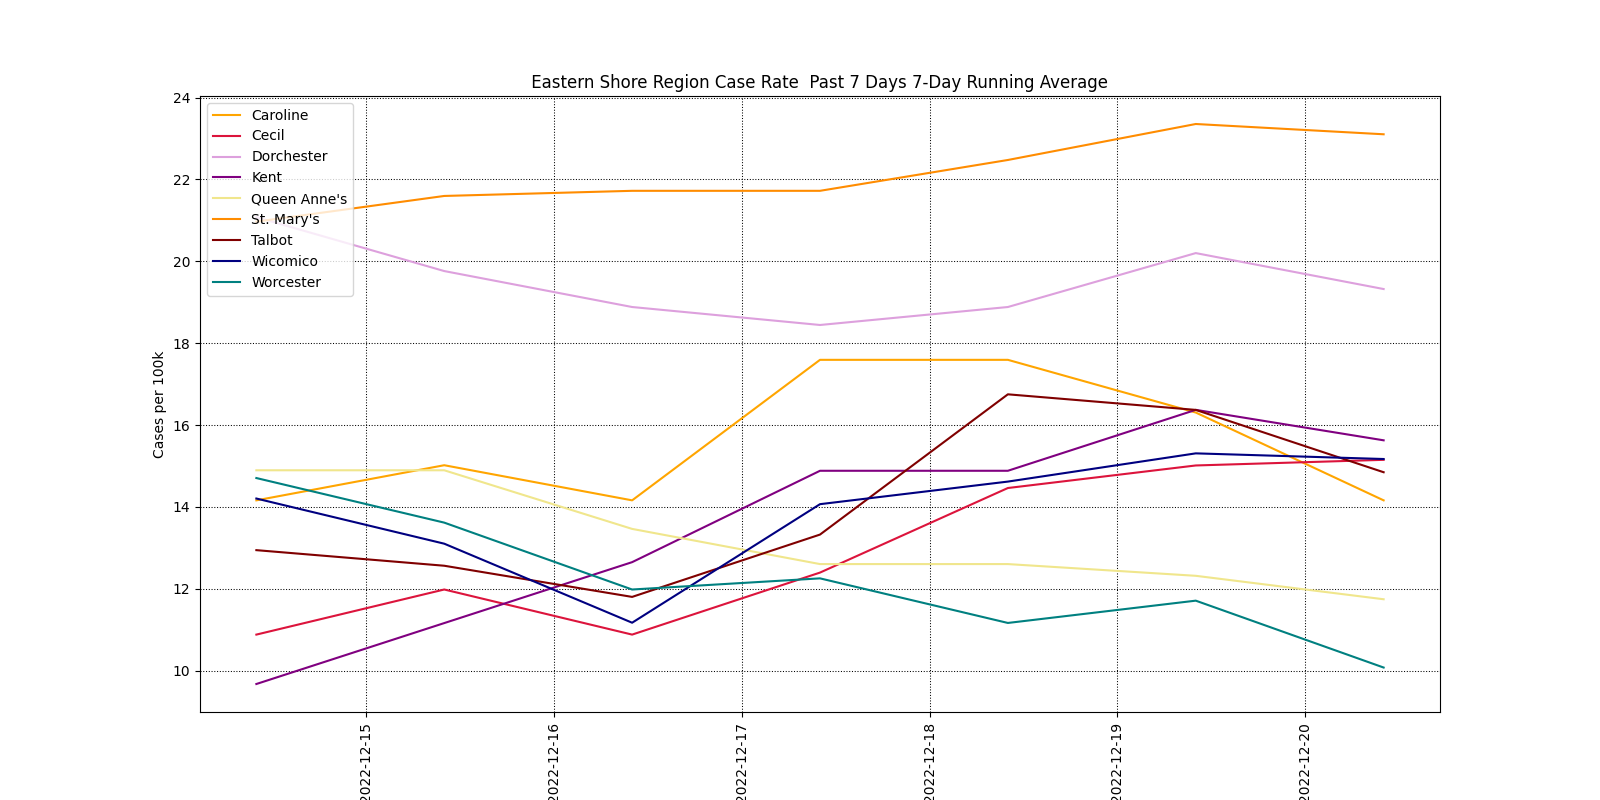 Eastern Shore Region Case Rate  Past 7 Days 7-Day Running Average
24
22
20
18
16
14
12
10
Cases per 100k
Caroline
Cecil
Dorchester
Kent
Queen Anne's
St. Mary's
Talbot
Wicomico
Worcester
2022-12-15
2022-12-16
2022-12-17
2022-12-18
2022-12-19
2022-12-20